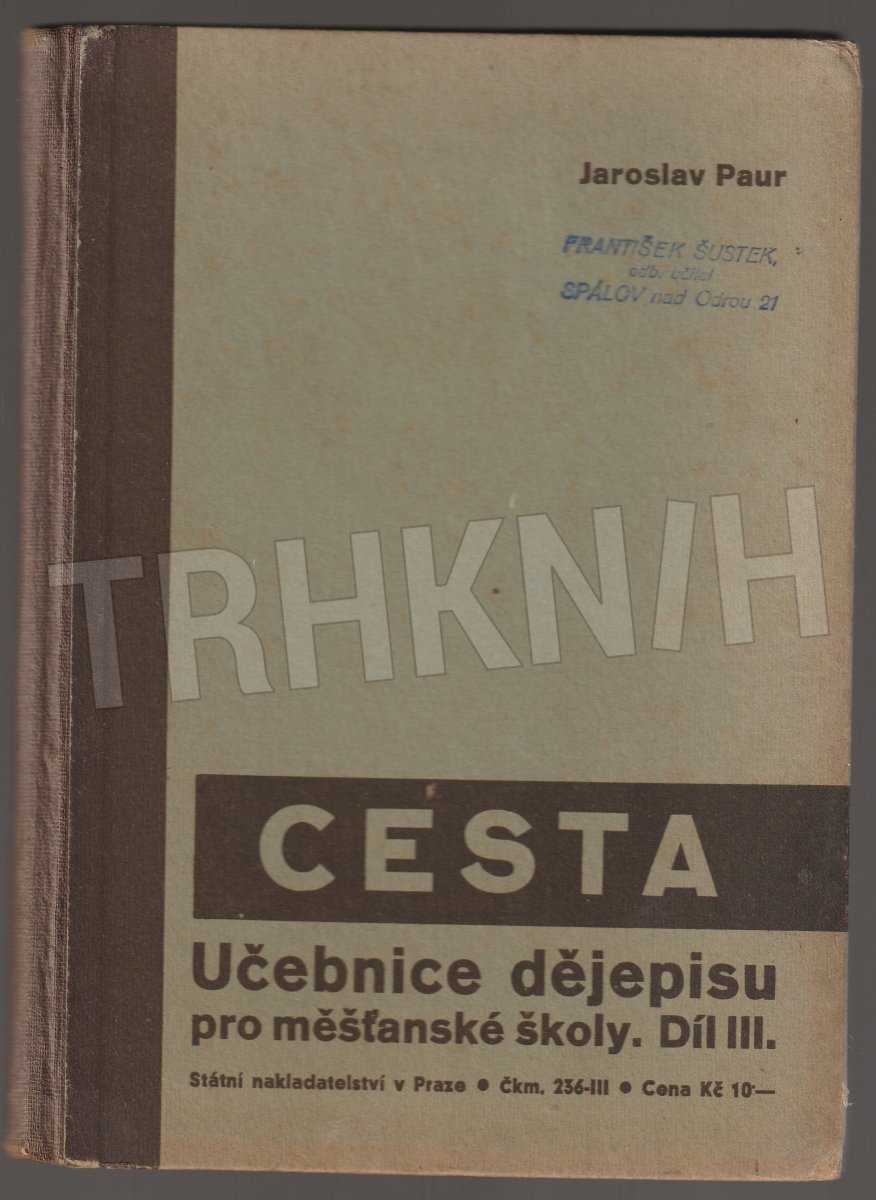 Jaroslav Paur
FRANTIŠEK ŠUSTEK,
odb. učitel
SPÁLOV nad Odrou 21
TRHKNIH
CESTA
Učebnice dějepisu
pro měšťanské školy. Díl III.
Státní nakladatelství v Praze ● Čkm. 236-III ● Cena Kč 10·—